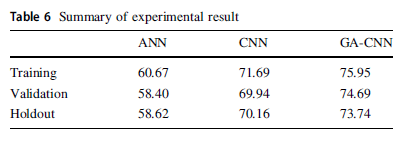 Table 6 Summary of experimental result
ANN CNN GA-CNN
Training 60.67 71.69 75.95
Validation 58.40 69.94 74.69
Holdout 58.62 70.16 73.74